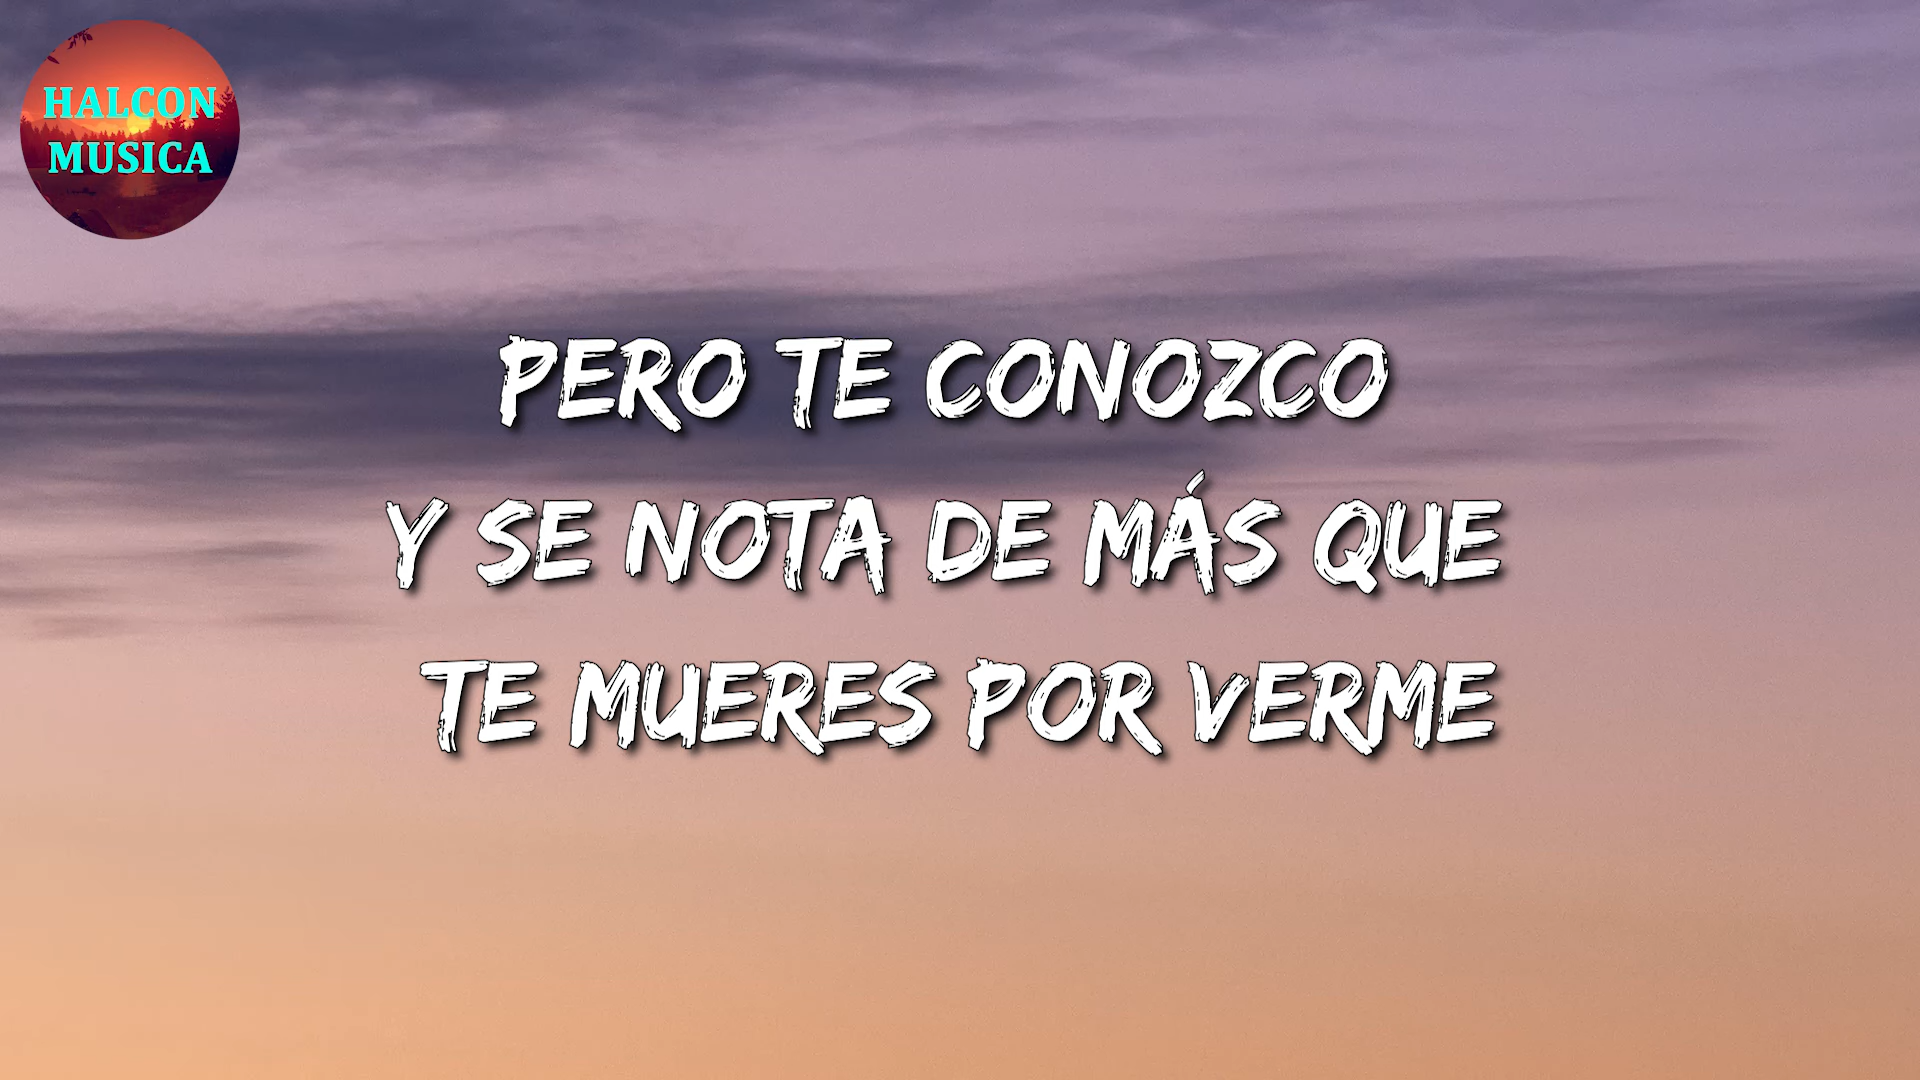 HALCON
MUSICA
PERO TE CONOZCO
Y SE NOTA DE MÁS QUE
TE MUERES POR VERME